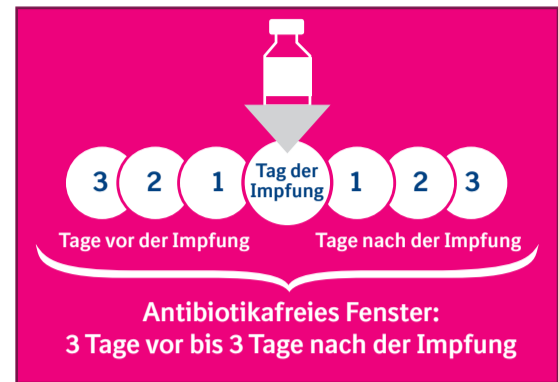 3 2 1 Tag der Impfung 1 2 3
Tage vor der Impfung Tage nach der Impfung
Antibiotikafreies Fenster:
3 Tage vor bis 3 Tage nach der Impfung